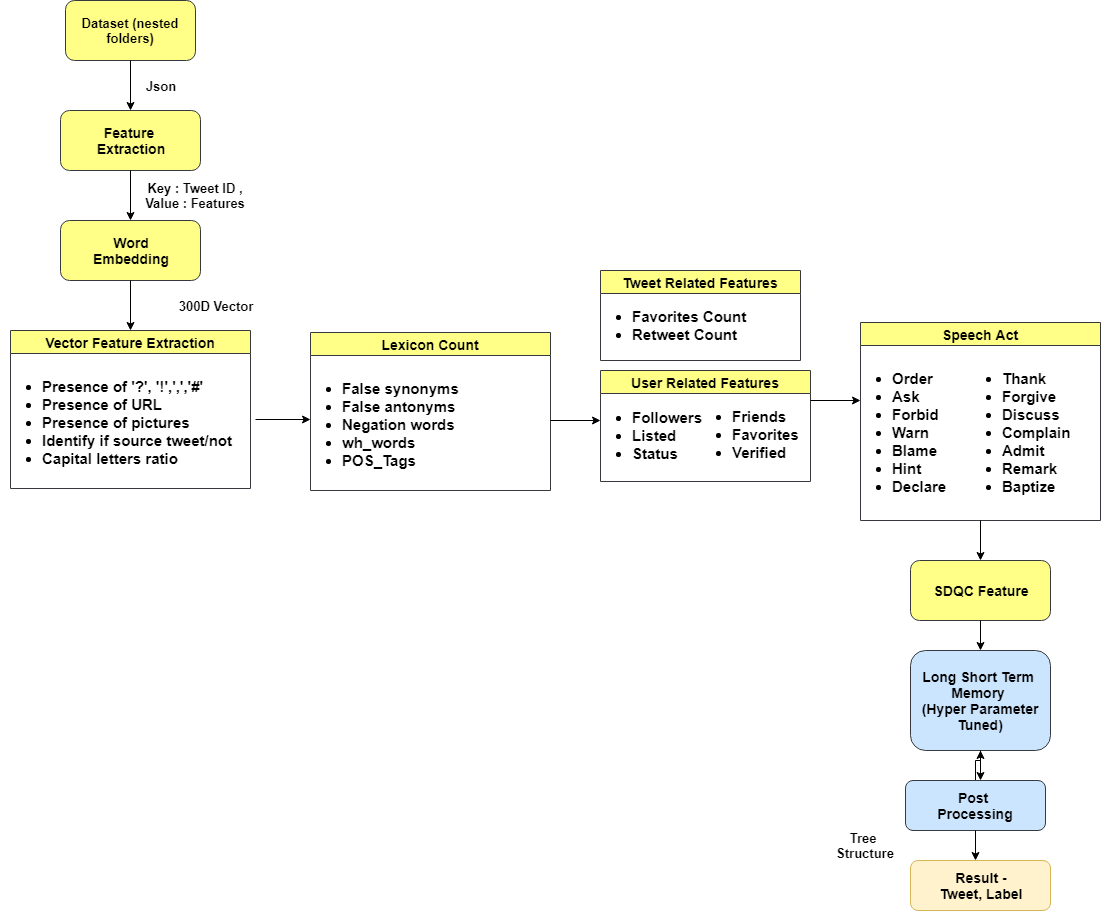 Dataset (nested
folders)
Json
Feature
Extraction
Key : Tweet ID ,
Value : Features
Word
Embedding
300D Vector
Vector Feature Extraction
Presence of '?', '!',',','#'
Presence of URL
Presence of pictures
Identify if source tweet/not
Capital letters ratio
Lexicon Count
False synonyms
False antonyms
Negation words
wh_words
POS_Tags
Tweet Related Features
Favorites Count
Retweet Count
User Related Features
Followers
Listed
Status
Friends
Favorites
Verified
Speech Act
Order
Ask
Forbid
Warn
Blame
Hint
Declare
Thank
Forgive
Discuss
Complain
Admit
Remark
Baptize
SDQC Feature
Long Short Term
Memory
(Hyper Parameter
Tuned)
Post
Processing
Tree
Structure
Result -
Tweet, Label